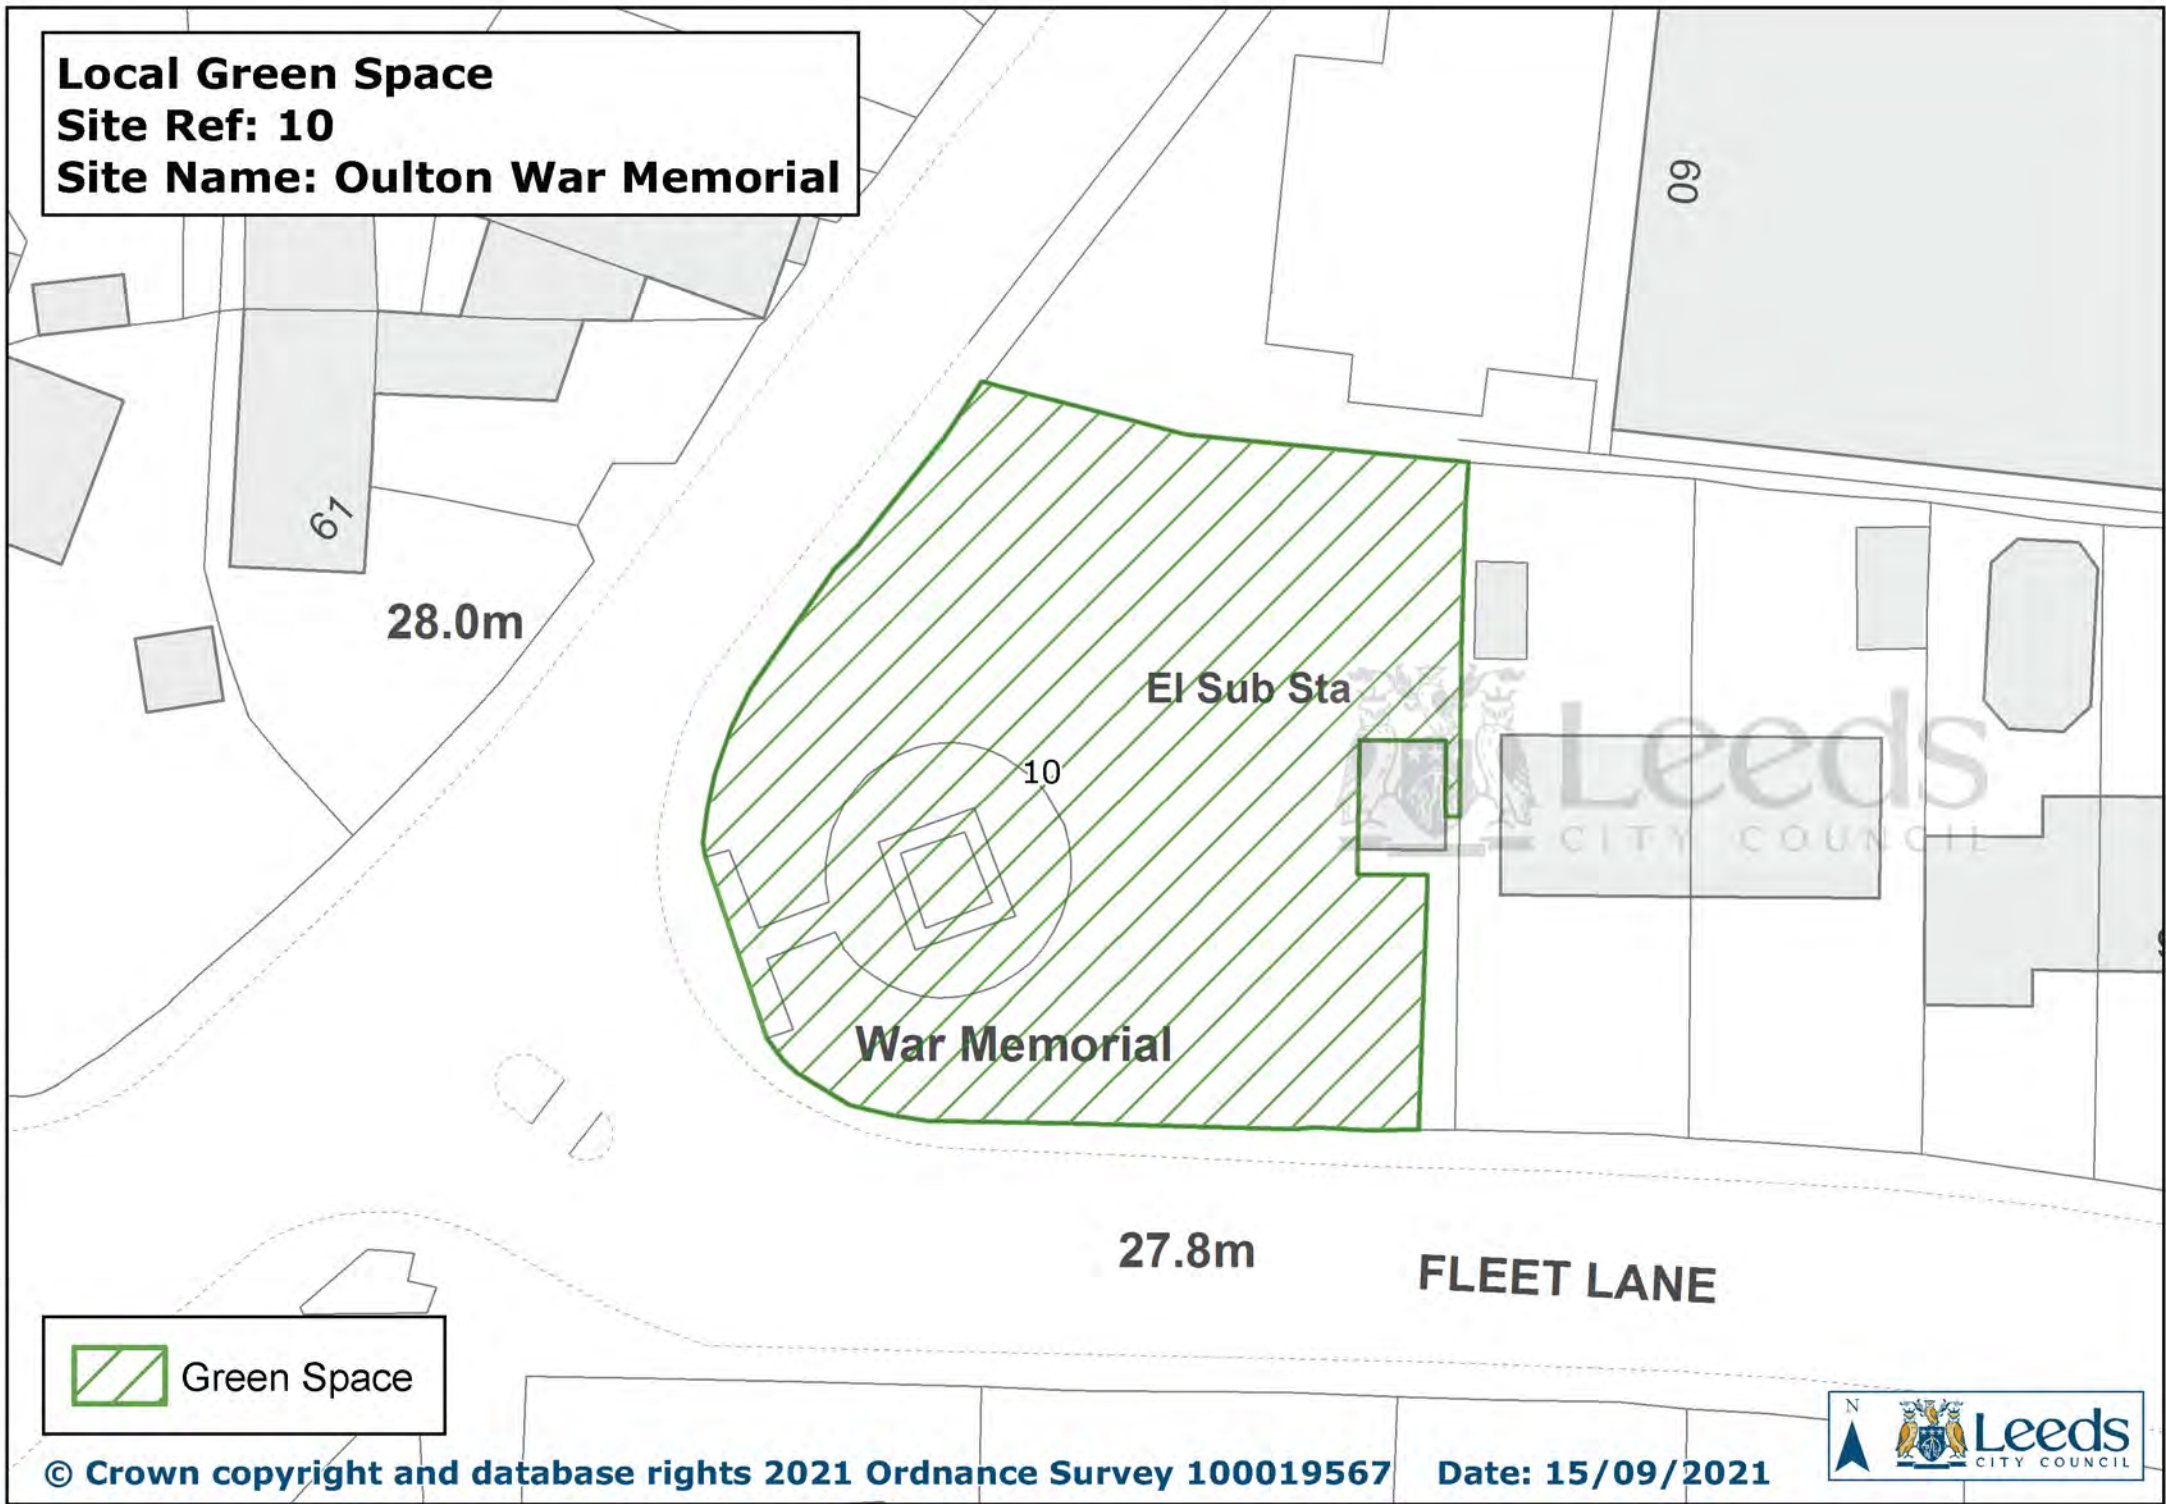 Local Green Space
Site Ref: 10
Site Name: Oulton War Memorial
60
61
28.0m
El Sub Sta
10
Leeds
CITY COUNCIL
War Memorial
27.8m
FLEET LANE
Green Space
N
Leeds
CITY COUNCIL
© Crown copyright and database rights 2021 Ordnance Survey 100019567 Date: 15/09/2021